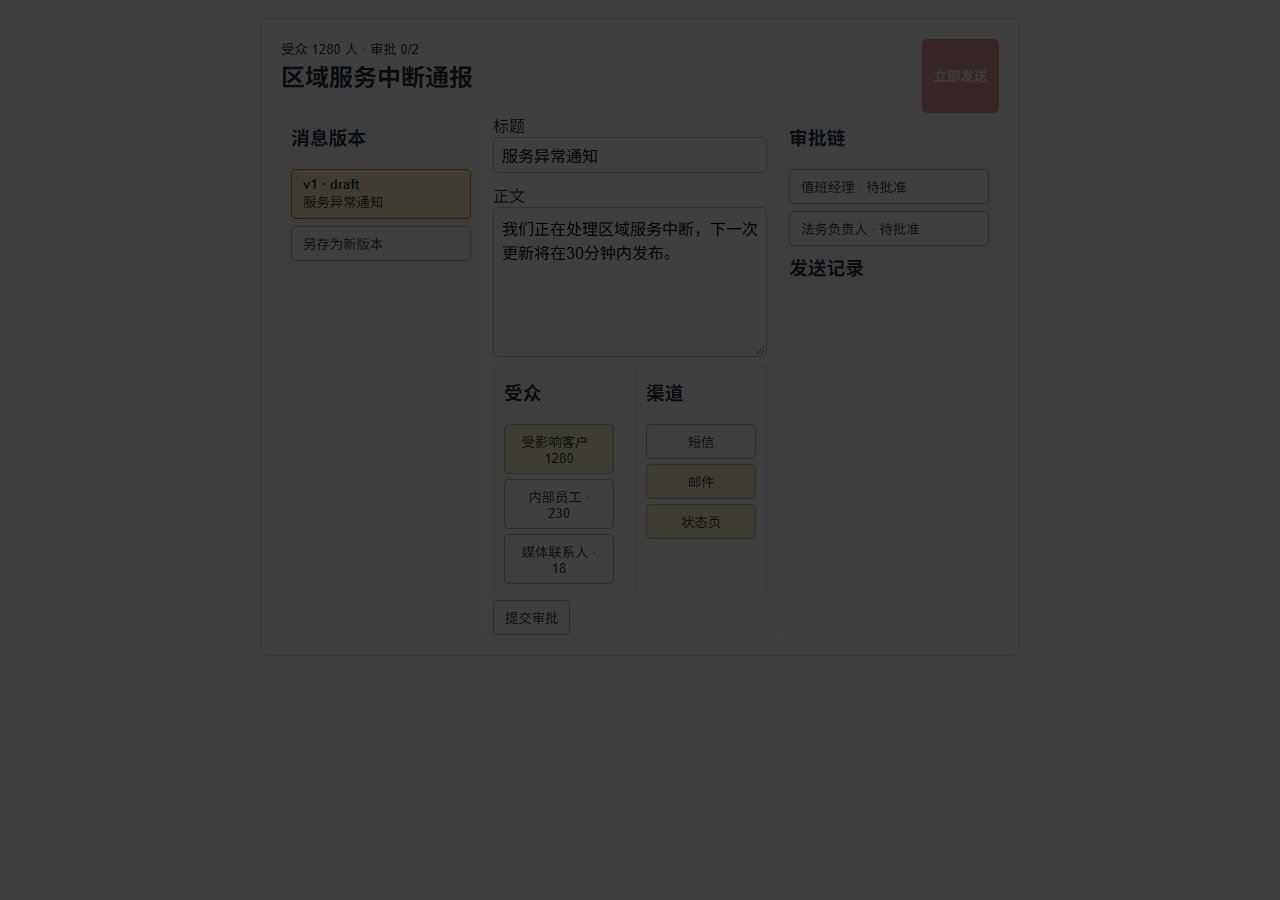 受众 1280 人 · 审批 0/2
区域服务中断通报
立即发送
消息版本
v1 · draft
服务异常通知
另存为新版本
标题
服务异常通知
正文
我们正在处理区域服务中断，下一次
更新将在30分钟内发布。
受众
受影响客户 ·
1280
内部员工 ·
230
媒体联系人 ·
18
渠道
短信
邮件
状态页
提交审批
审批链
值班经理 · 待批准
法务负责人 · 待批准
发送记录